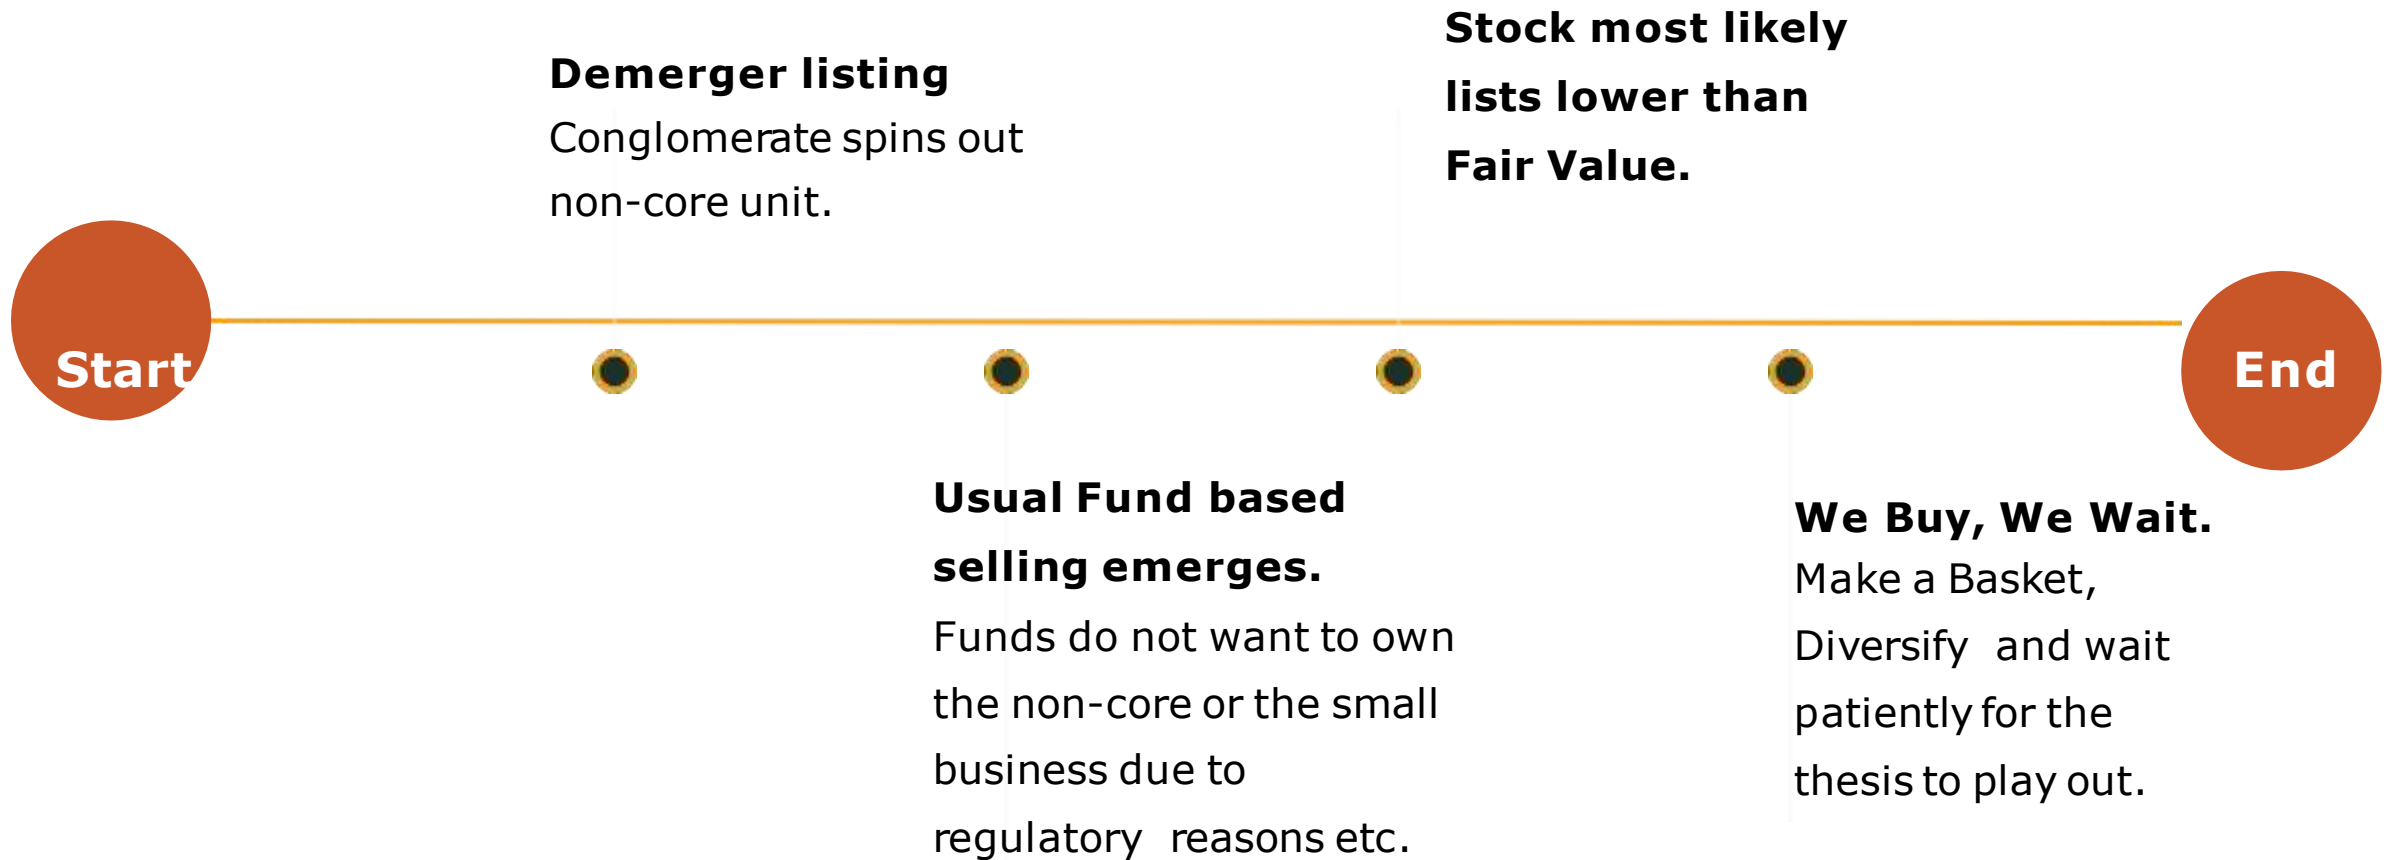 Start
Demerger listing
Conglomerate spins out
non-core unit.
Usual Fund based
selling emerges.
Funds do not want to own
the non-core or the small
business due to
regulatory reasons etc.
Stock most likely
lists lower than
Fair Value.
We Buy, We Wait.
Make a Basket,
Diversify and wait
patiently for the
thesis to play out.
End